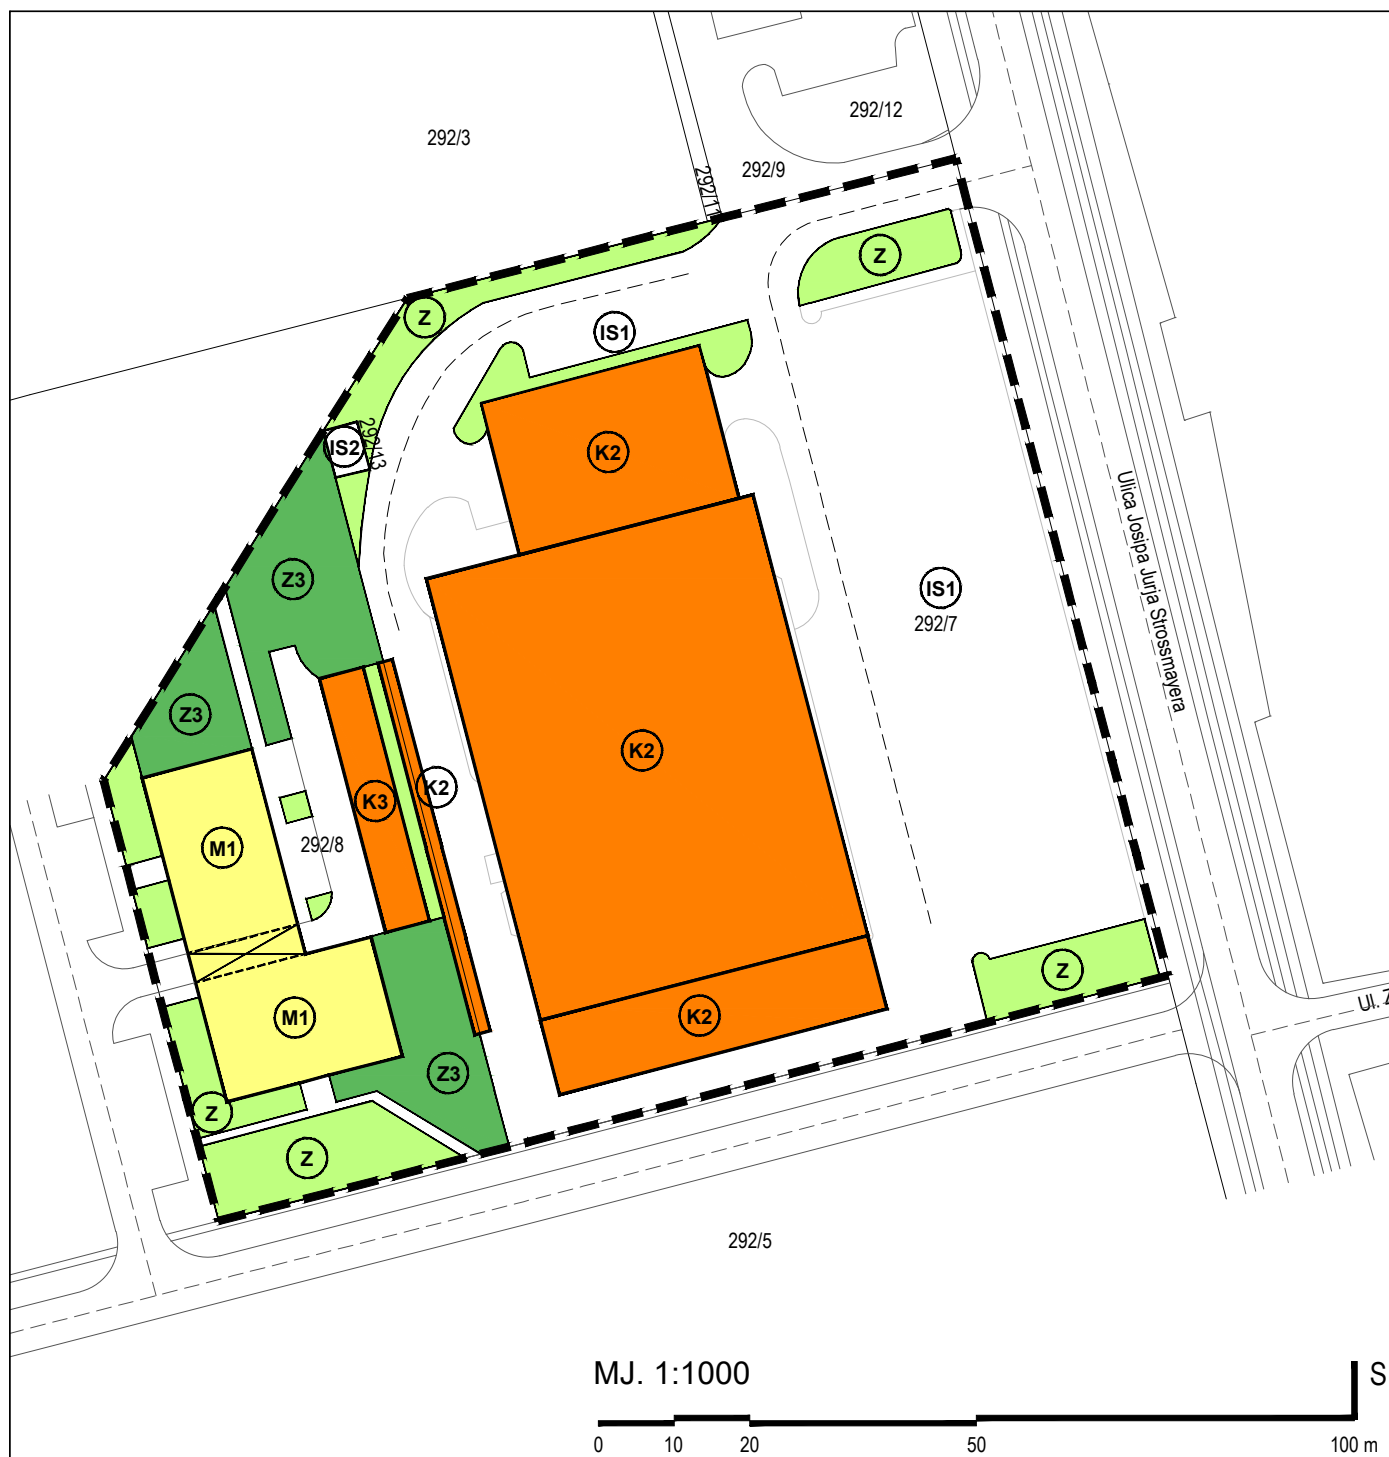 292/12
292/3
292/9
292/11
Z
Z
IS1
292/13
IS2
K2
Ulica Josipa Jurja Strossmayera
Z3
IS1
292/7
Z3
K2
K2
K3
M1
292/8
Z
Ul. Z
M1
K2
Z3
Z
Z
292/5
MJ. 1:1000
S
0 10 20 50 100 m